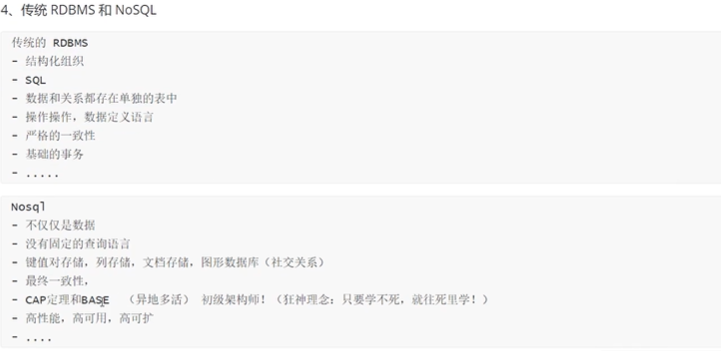 4、传统 RDBMS 和 NoSQL
传统的 RDBMS
- 结构化组织
- SQL
- 数据和关系都存在单独的表中
- 操作操作，数据定义语言
- 严格的一致性
- 基础的事务
- .....
Nosql
- 不仅仅是数据
- 没有固定的查询语言
- 键值对存储，列存储，文档存储，图形数据库（社交关系）
- 最终一致性，
- CAP定理和BASE （异地多活） 初级架构师！（狂神理念：只要学不死，就往死里学！）
- 高性能，高可用，高可扩
- ....